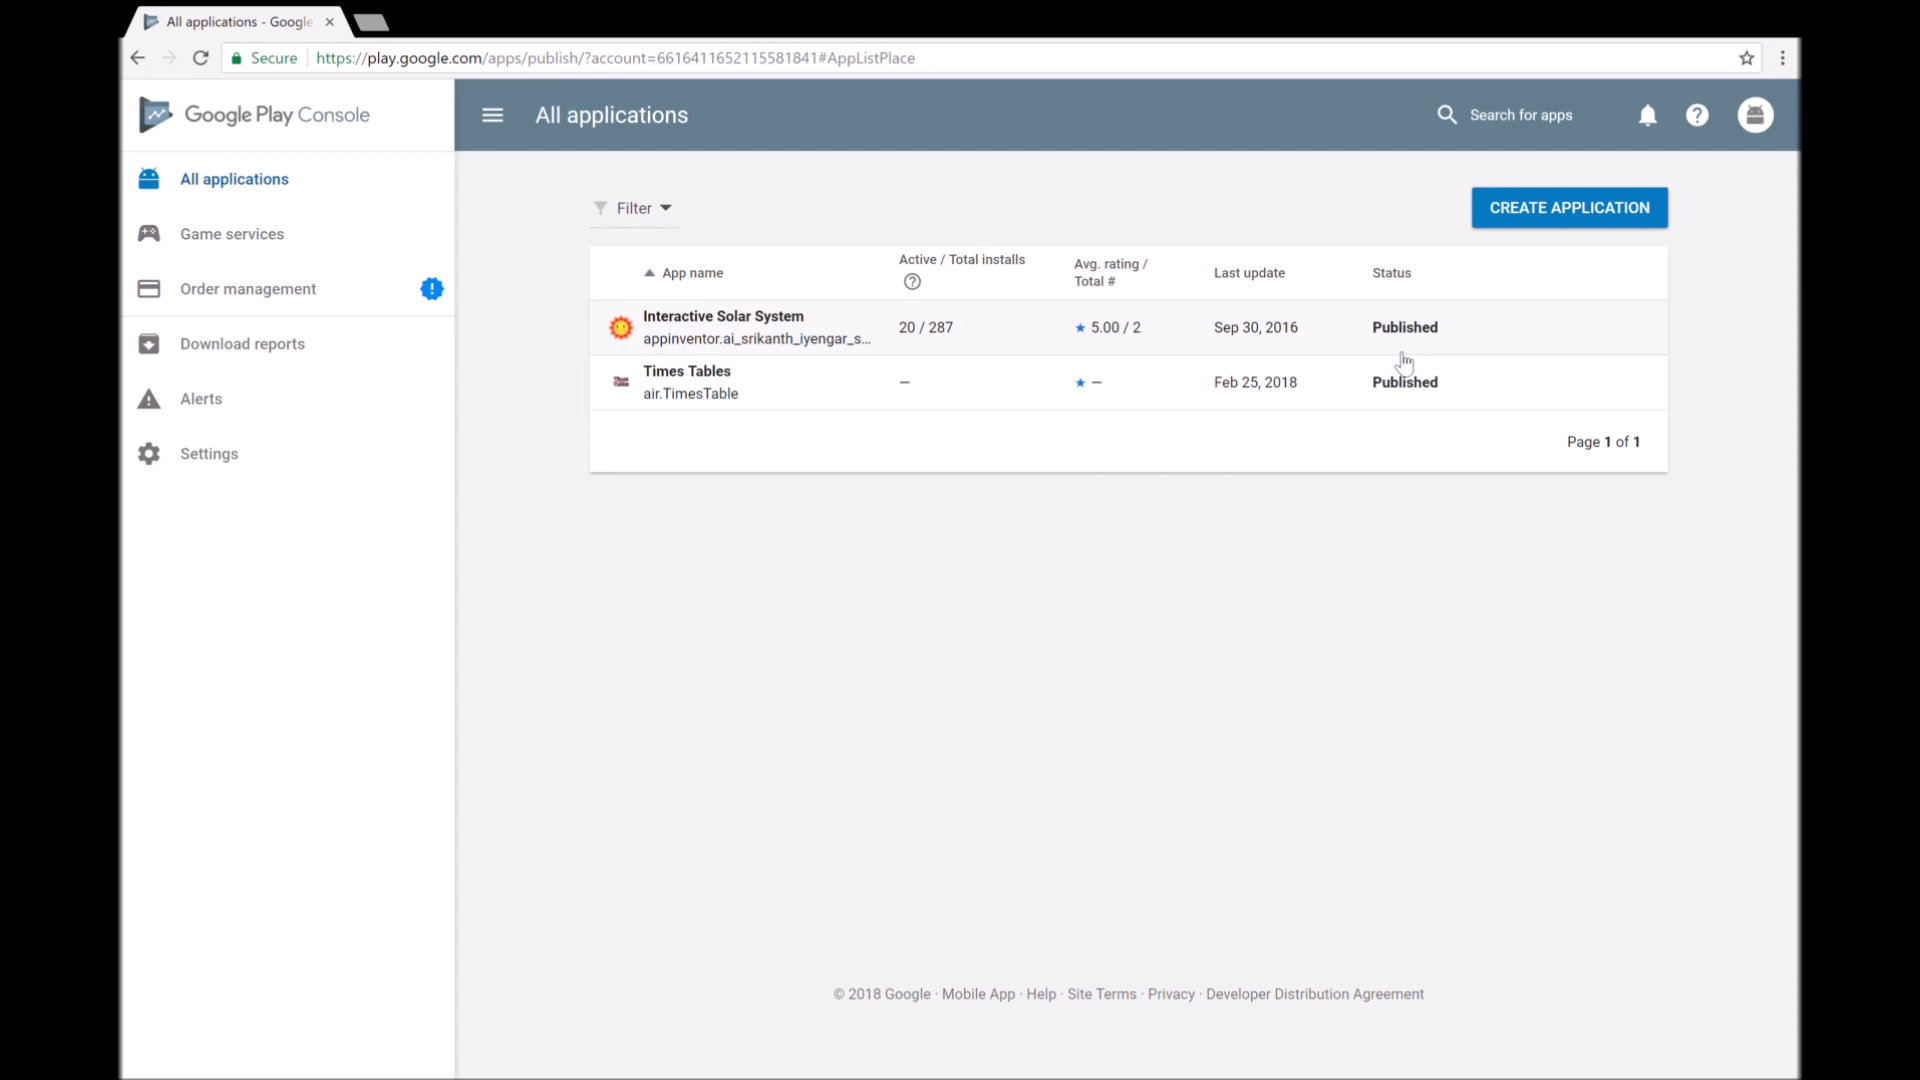 All applications - Google
Secure
https://play.google.com/apps/publish/?account=6616411652115581841#AppListPlace
Google Play Console
All applications
Search for apps
All applications
Game services
Order management
Download reports
Alerts
Settings
Filter
CREATE APPLICATION
App name
Active / Total installs
Avg. rating /
Total #
Last update
Status
Interactive Solar System
appinventor.ai_srikanth_iyengar_s...
20 / 287
5.00 / 2
Sep 30, 2016
Published
Times Tables
air.TimesTable
–
–
Feb 25, 2018
Published
Page 1 of 1
© 2018 Google · Mobile App · Help · Site Terms · Privacy · Developer Distribution Agreement